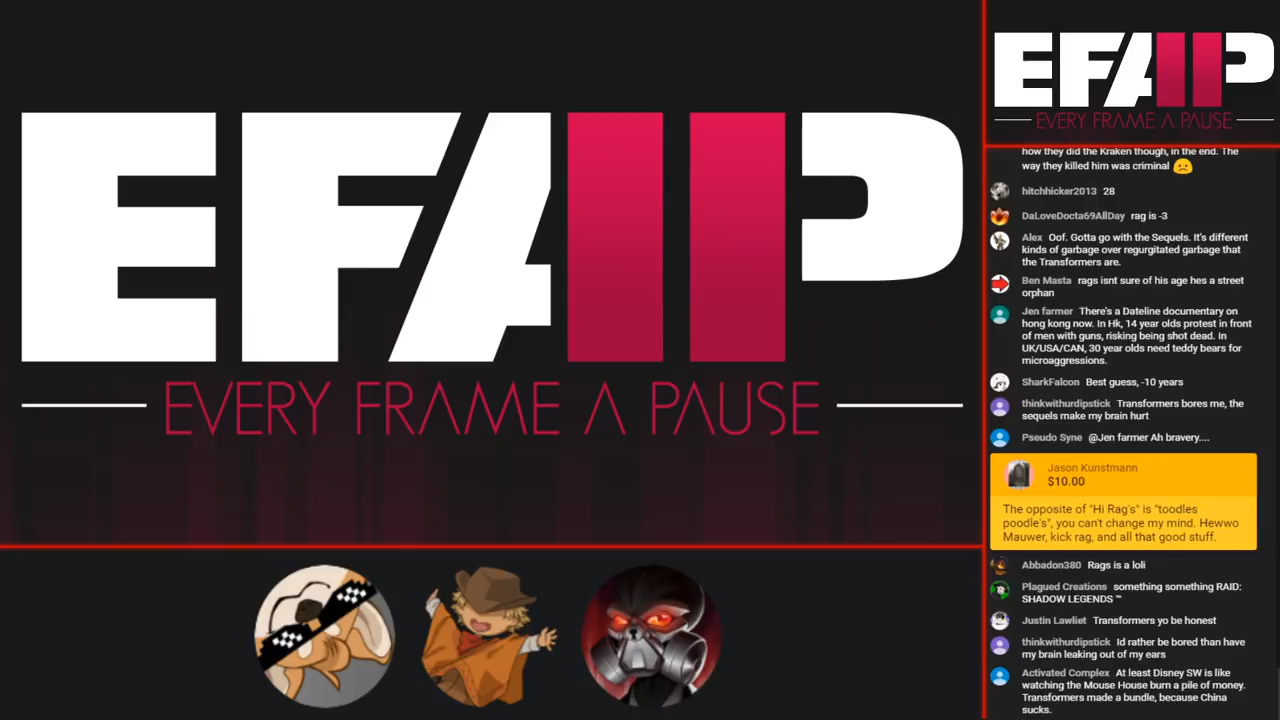 EFAP
EVERY FRAME A PAUSE
EFAP
EVERY FRAME A PAUSE
how they did the Kraken though, in the end. The
way they killed him was criminal
hitchhicker2013 28
DaLoveDocta69AllDay rag is -3
Alex Oof. Gotta go with the Sequels. It's different
kinds of garbage over regurgitated garbage that
the Transformers are.
Ben Masta rags isnt sure of his age hes a street
orphan
Jen farmer There's a Dateline documentary on
hong kong now. In Hk, 14 year olds protest in front
of men with guns, risking being shot dead. In
UK/USA/CAN, 30 year olds need teddy bears for
microaggressions.
SharkFalcon Best guess, -10 years
thinkwithurdipstick Transformers bores me, the
sequels make my brain hurt
Pseudo Syne @Jen farmer Ah bravery....
Jason Kunstmann
$10.00
The opposite of "Hi Rag's" is "toodles
poodle's", you can't change my mind. Hewwo
Mauwer, kick rag, and all that good stuff.
Abbadon380 Rags is a loli
Plagued Creations something something RAID:
SHADOW LEGENDS ™
Justin Lawliet Transformers yo be honest
thinkwithurdipstick Id rather be bored than have
my brain leaking out of my ears
Activated Complex At least Disney SW is like
watching the Mouse House burn a pile of money.
Transformers made a bundle, because China
sucks.